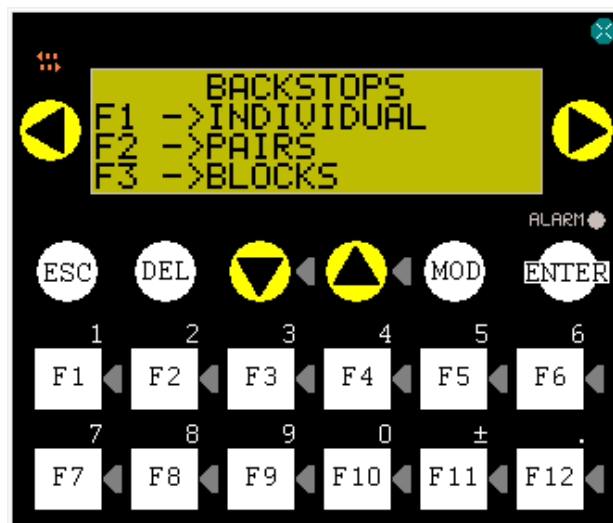 BACKSTOPS
F1 ->INDIVIDUAL
F2 ->PAIRS
F3 ->BLOCKS
ALARM
ESC DEL MOD ENTER
1 2 3 4 5 6
F1 F2 F3 F4 F5 F6
7 8 9 0 ± .
F7 F8 F9 F10 F11 F12